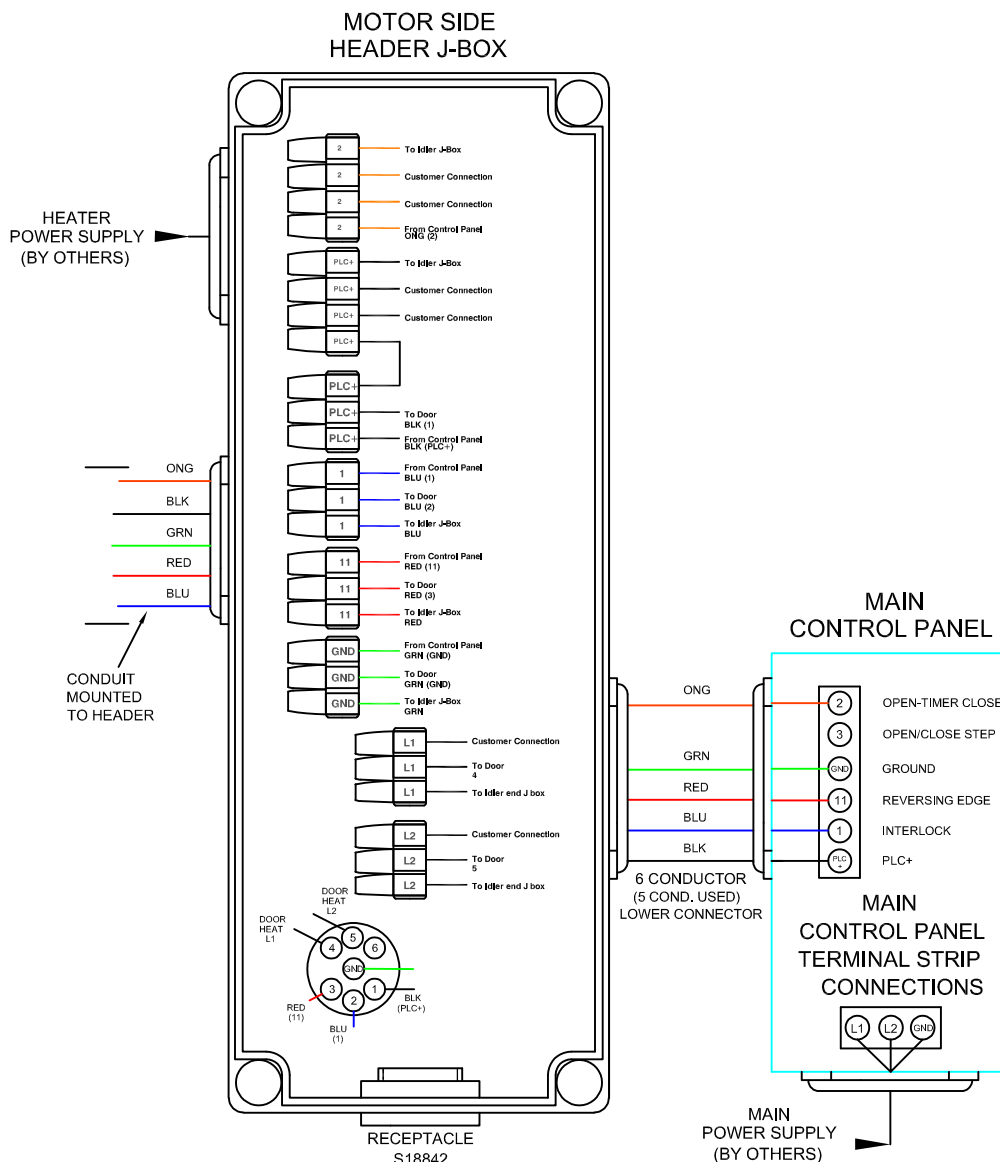 MOTOR SIDE
HEADER J-BOX
2 To Idler J-Box
2 Customer Connection
2 Customer Connection
2 From Control Panel
ONG (2)
PLC+ To Idler J-Box
PLC+ Customer Connection
PLC+ Customer Connection
PLC+
PLC+
PLC+ To Door
BLK (1)
PLC+ From Control Panel
BLK (PLC+)
1 From Control Panel
BLU (1)
1 To Door
BLU (2)
1 To Idler J-Box
BLU
11 From Control Panel
RED (11)
11 To Door
RED (3)
11 To Idler J-Box
RED
GND From Control Panel
GRN (GND)
GND To Door
GRN (GND)
GND To Idler J-Box
GRN
L1 Customer Connection
L1 To Door
4
L1 To Idler end J box
L2 Customer Connection
L2 To Door
5
L2 To Idler end J box
HEATER
POWER SUPPLY
(BY OTHERS)
ONG
BLK
GRN
RED
BLU
CONDUIT
MOUNTED
TO HEADER
DOOR
HEAT
L2
DOOR
HEAT
L1
5
4
6
GND
3
1
2
RED
(11)
BLU
(1)
BLK
(PLC+)
RECEPTACLE
S18842
ONG
GRN
RED
BLU
BLK
6 CONDUCTOR
(5 COND. USED)
LOWER CONNECTOR
MAIN
CONTROL PANEL
2 OPEN-TIMER CLOSE
3 OPEN/CLOSE STEP
GND GROUND
11 REVERSING EDGE
1 INTERLOCK
PLC
+ PLC+
MAIN
CONTROL PANEL
TERMINAL STRIP
CONNECTIONS
L1 L2 GND
MAIN
POWER SUPPLY
(BY OTHERS)